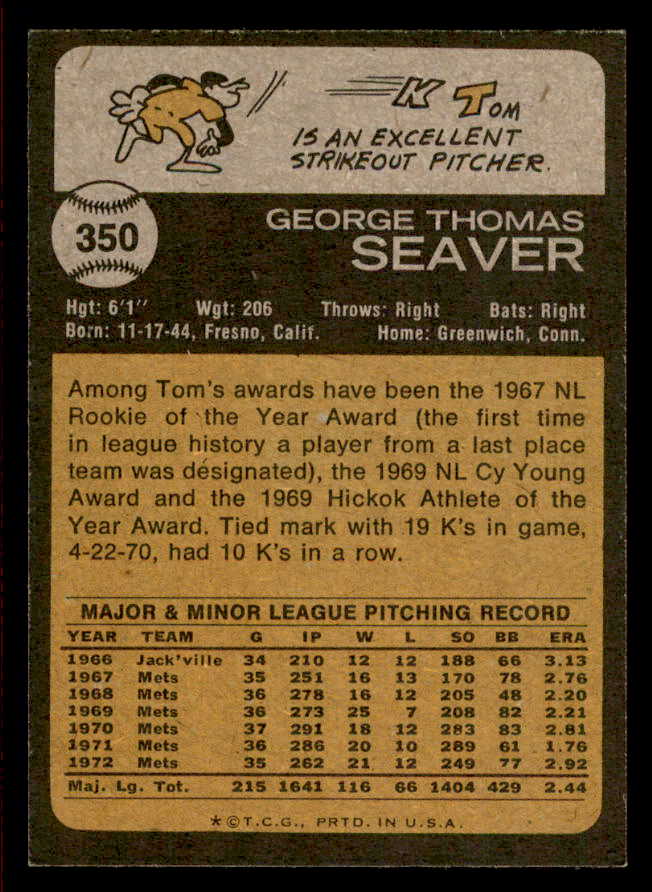 K TOM
IS AN EXCELLENT
STRIKEOUT PITCHER.
350
GEORGE THOMAS
SEAVER
Hgt: 6'1" Wgt: 206 Throws: Right Bats: Right
Born: 11-17-44, Fresno, Calif. Home: Greenwich, Conn.
Among Tom's awards have been the 1967 NL
Rookie of the Year Award (the first time
in league history a player from a last place
team was designated), the 1969 NL Cy Young
Award and the 1969 Hickok Athlete of the
Year Award. Tied mark with 19 K's in game,
4-22-70, had 10 K's in a row.
MAJOR & MINOR LEAGUE PITCHING RECORD
YEAR TEAM G IP W L SO BB ERA
1966 Jack'ville 34 210 12 12 188 66 3.13
1967 Mets 35 251 16 13 170 78 2.76
1968 Mets 36 278 16 12 205 48 2.20
1969 Mets 36 273 25 7 208 82 2.21
1970 Mets 37 291 18 12 283 83 2.81
1971 Mets 36 286 20 10 289 61 1.76
1972 Mets 35 262 21 12 249 77 2.92
Maj. Lg. Tot. 215 1641 116 66 1404 429 2.44
*©T.C.G., PRTD. IN U.S.A.